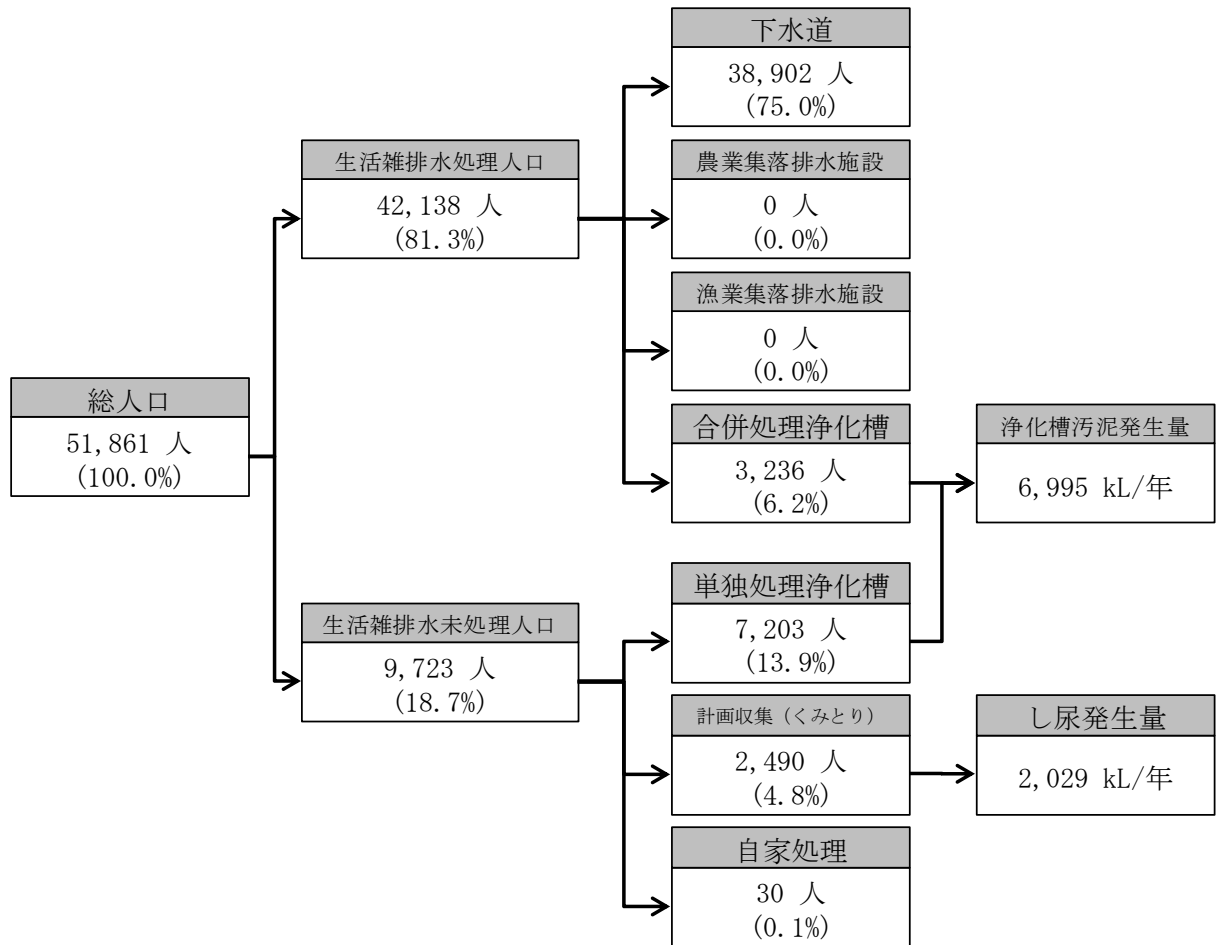 下水道
38,902 人
(75.0%)
生活雑排水処理人口
42,138 人
(81.3%)
農業集落排水施設
0 人
(0.0%)
漁業集落排水施設
0 人
(0.0%)
総人口
51,861 人
(100.0%)
合併処理浄化槽
3,236 人
(6.2%)
浄化槽汚泥発生量
6,995 kL/年
生活雑排水未処理人口
9,723 人
(18.7%)
単独処理浄化槽
7,203 人
(13.9%)
計画収集（くみとり）
2,490 人
(4.8%)
し尿発生量
2,029 kL/年
自家処理
30 人
(0.1%)